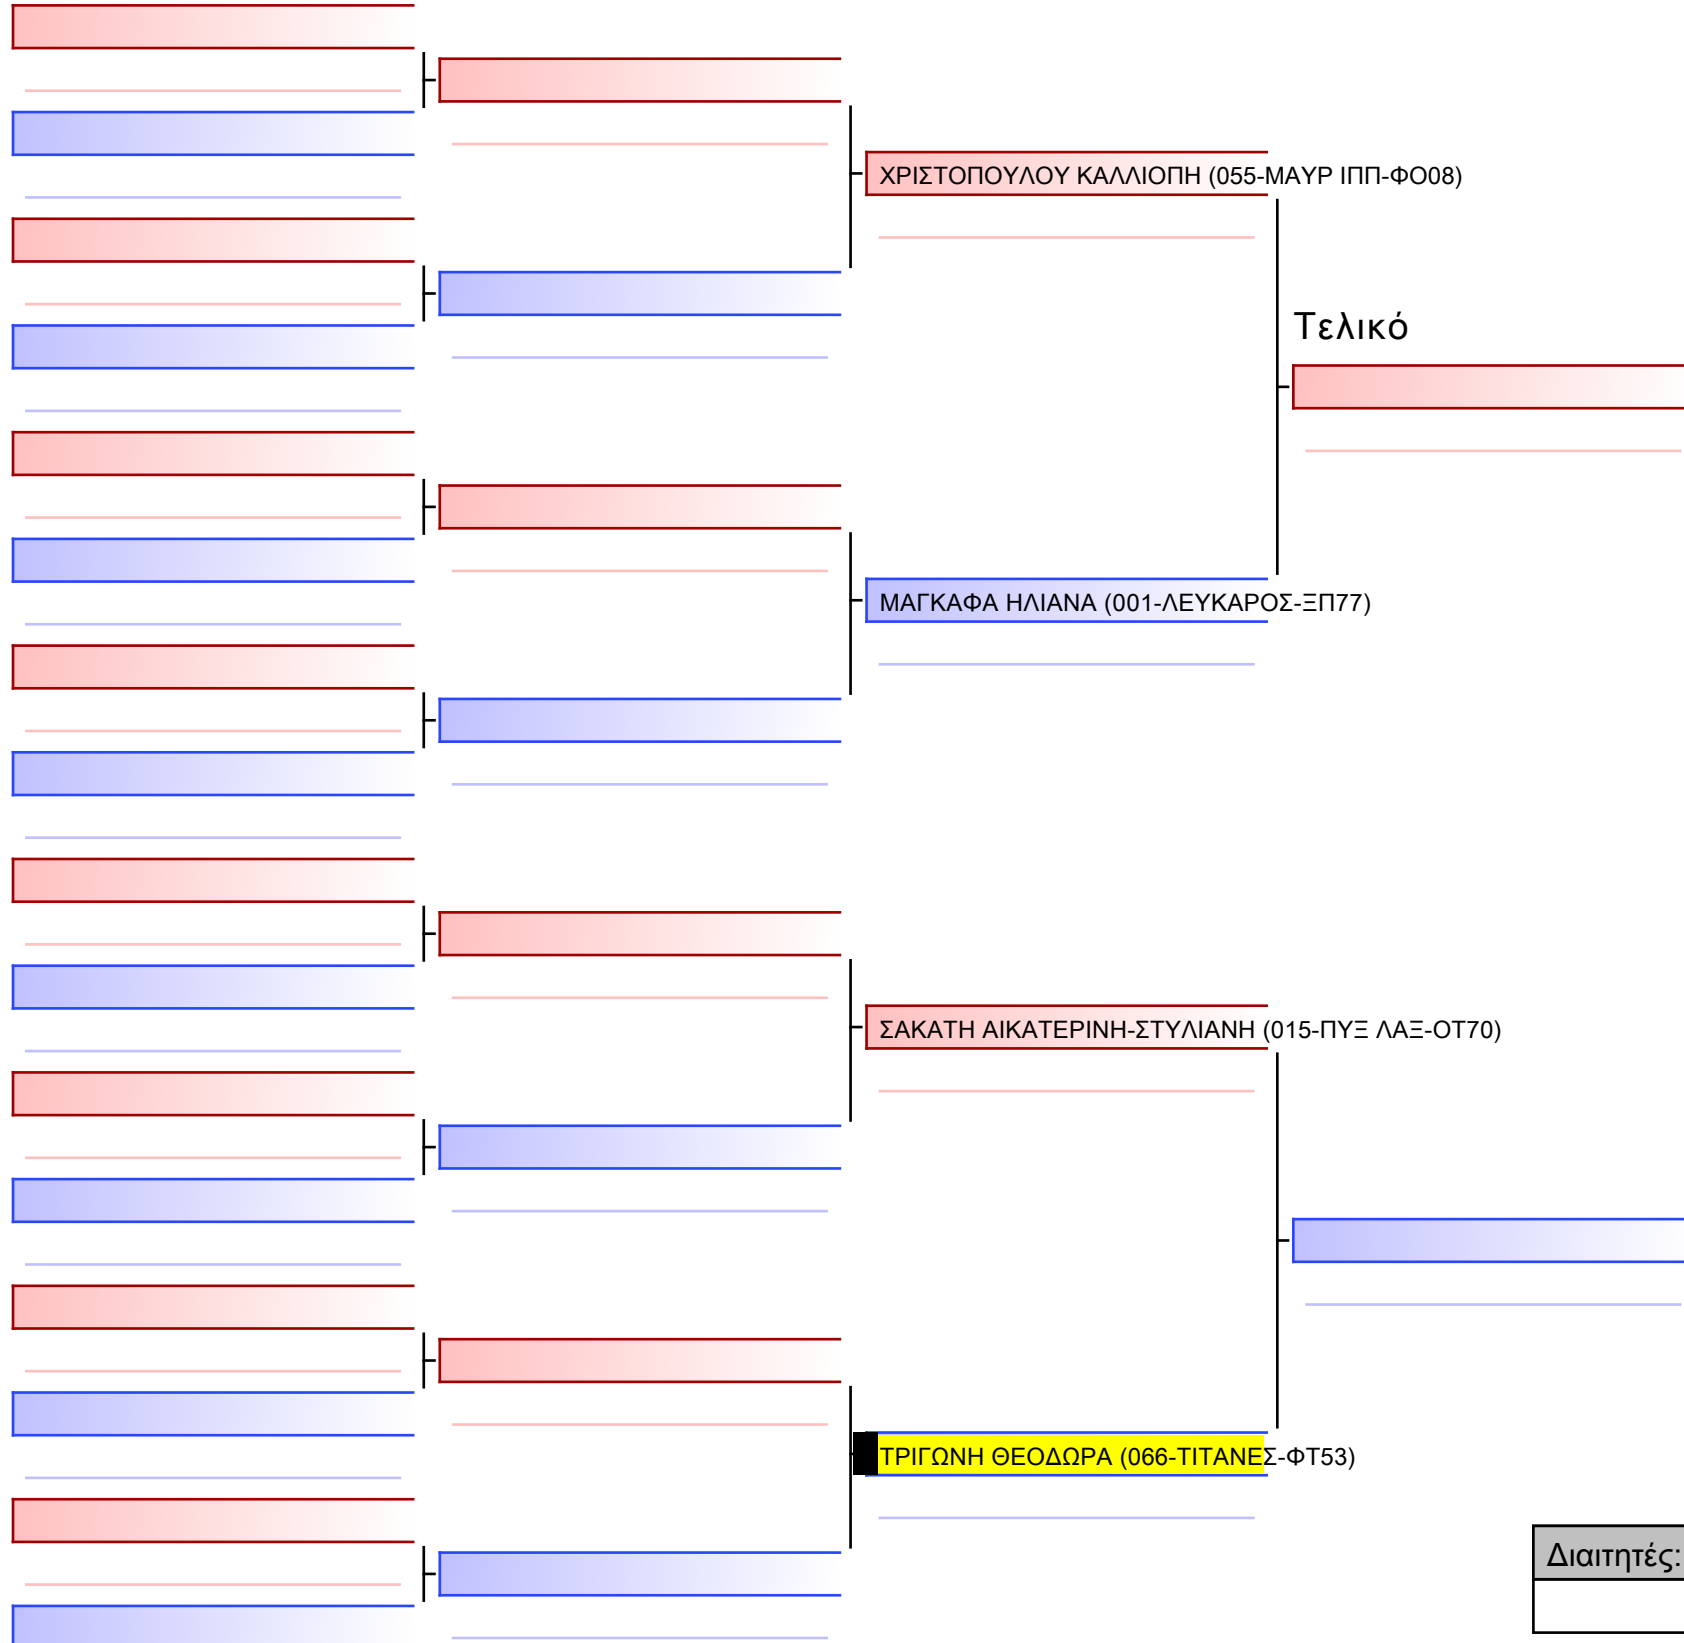 ΧΡΙΣΤΟΠΟΥΛΟΥ ΚΑΛΛΙΟΠΗ (055-ΜΑΥΡ ΙΠΠ-ΦΟ08)
Τελικό
ΜΑΓΚΑΦΑ ΗΛΙΑΝΑ (001-ΛΕΥΚΑΡΟΣ-ΞΠ77)
ΣΑΚΑΤΗ ΑΙΚΑΤΕΡΙΝΗ-ΣΤΥΛΙΑΝΗ (015-ΠΥΞ ΛΑΞ-ΟΤ70)
ΤΡΙΓΩΝΗ ΘΕΟΔΩΡΑ (066-ΤΙΤΑΝΕΣ-ΦΤ53)
Διαιτητές: